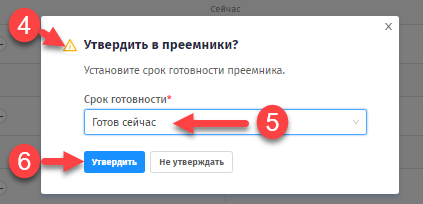 Сейчас
4
Утвердить в преемники?
Установите срок готовности преемника.
Срок готовности*
Готов сейчас
5
6
Утвердить Не утверждать